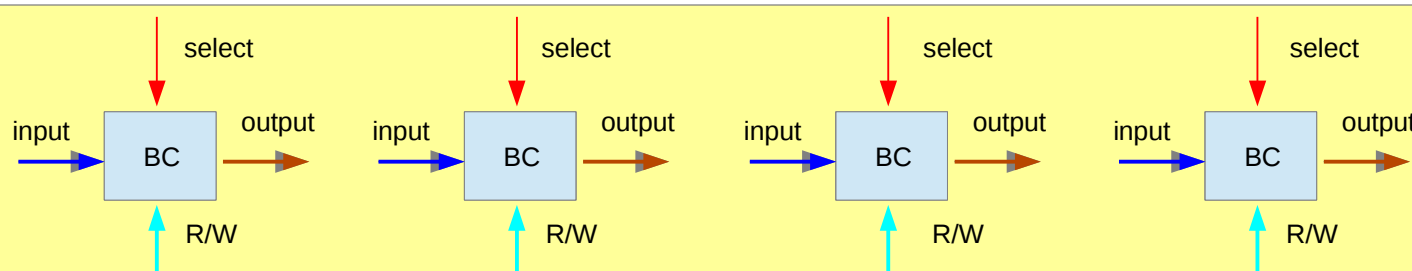 select select select select
input output input output input output input output
BC BC BC BC
R/W R/W R/W R/W